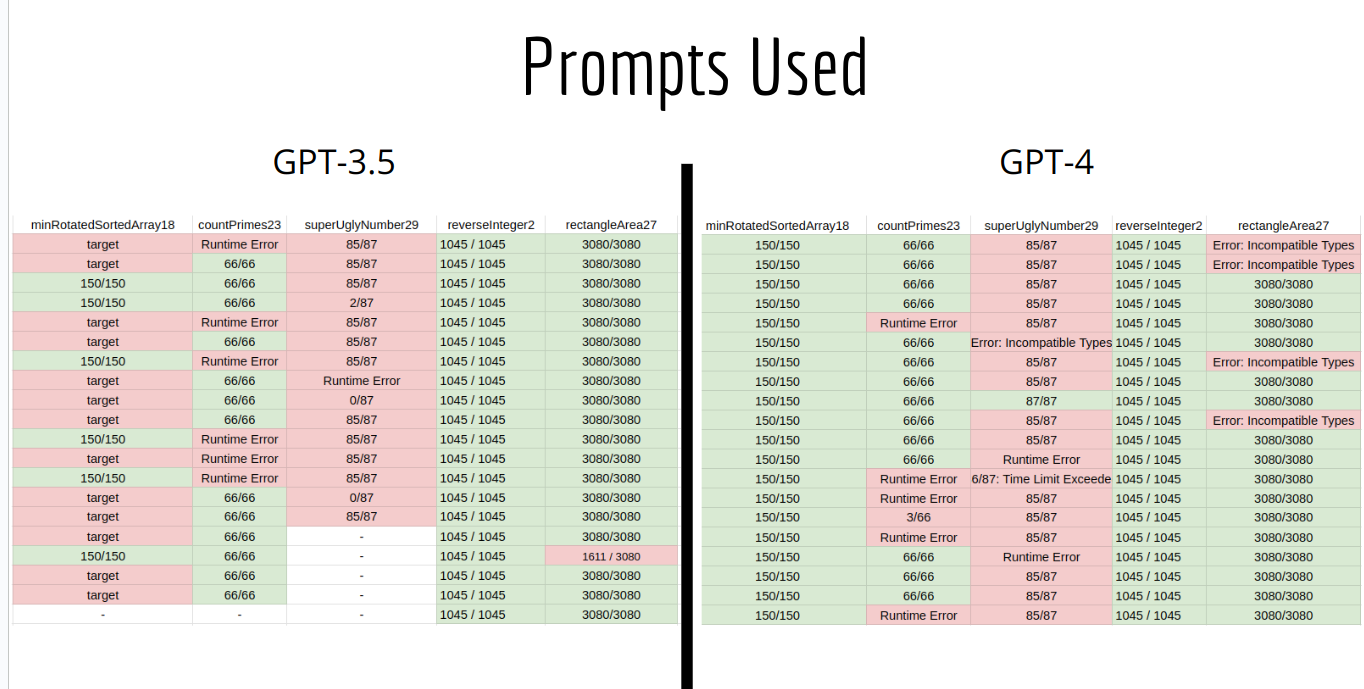 Prompts Used
GPT-3.5
minRotatedSortedArray18 countPrimes23 superUglyNumber29 reverseInteger2 rectangleArea27
target Runtime Error 85/87 1045 / 1045 3080/3080
target 66/66 85/87 1045 / 1045 3080/3080
150/150 66/66 85/87 1045 / 1045 3080/3080
150/150 66/66 2/87 1045 / 1045 3080/3080
target Runtime Error 85/87 1045 / 1045 3080/3080
target 66/66 85/87 1045 / 1045 3080/3080
150/150 Runtime Error 85/87 1045 / 1045 3080/3080
target 66/66 Runtime Error 1045 / 1045 3080/3080
target 66/66 0/87 1045 / 1045 3080/3080
target 66/66 85/87 1045 / 1045 3080/3080
150/150 Runtime Error 85/87 1045 / 1045 3080/3080
target Runtime Error 85/87 1045 / 1045 3080/3080
150/150 Runtime Error 85/87 1045 / 1045 3080/3080
target 66/66 0/87 1045 / 1045 3080/3080
target 66/66 85/87 1045 / 1045 3080/3080
target 66/66 - 1045 / 1045 3080/3080
150/150 66/66 - 1045 / 1045 1611 / 3080
target 66/66 - 1045 / 1045 3080/3080
target 66/66 - 1045 / 1045 3080/3080
- - - 1045 / 1045 3080/3080
GPT-4
minRotatedSortedArray18 countPrimes23 superUglyNumber29 reverseInteger2 rectangleArea27
150/150 66/66 85/87 1045 / 1045 Error: Incompatible Types
150/150 66/66 85/87 1045 / 1045 Error: Incompatible Types
150/150 66/66 85/87 1045 / 1045 3080/3080
150/150 66/66 85/87 1045 / 1045 3080/3080
150/150 Runtime Error 85/87 1045 / 1045 3080/3080
150/150 66/66 Error: Incompatible Types 1045 / 1045 3080/3080
150/150 66/66 85/87 1045 / 1045 Error: Incompatible Types
150/150 66/66 85/87 1045 / 1045 3080/3080
150/150 66/66 87/87 1045 / 1045 3080/3080
150/150 66/66 85/87 1045 / 1045 Error: Incompatible Types
150/150 66/66 85/87 1045 / 1045 3080/3080
150/150 66/66 Runtime Error 1045 / 1045 3080/3080
150/150 Runtime Error 6/87: Time Limit Exceede 1045 / 1045 3080/3080
150/150 Runtime Error 85/87 1045 / 1045 3080/3080
150/150 3/66 85/87 1045 / 1045 3080/3080
150/150 Runtime Error 85/87 1045 / 1045 3080/3080
150/150 66/66 Runtime Error 1045 / 1045 3080/3080
150/150 66/66 85/87 1045 / 1045 3080/3080
150/150 66/66 85/87 1045 / 1045 3080/3080
150/150 Runtime Error 85/87 1045 / 1045 3080/3080